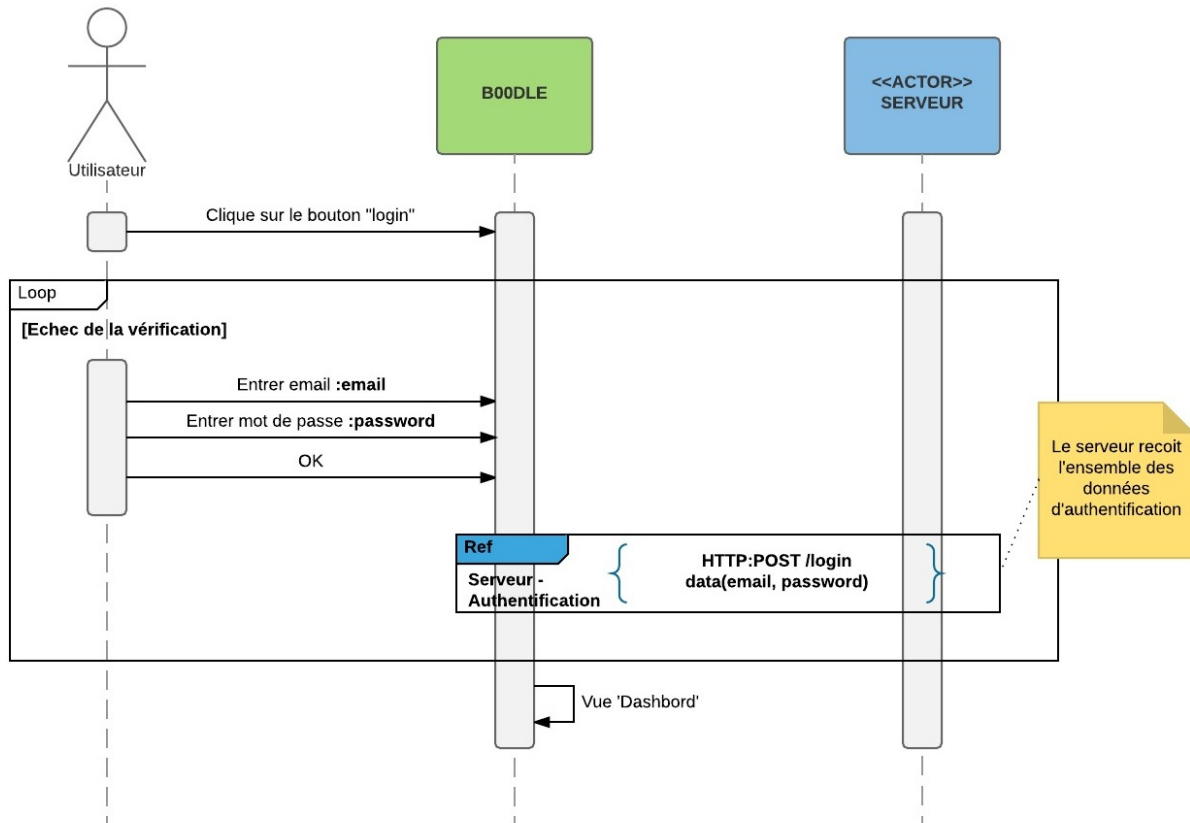 Utilisateur
B00DLE
<<ACTOR>>
SERVEUR
Clique sur le bouton "login"
Loop
[Echec de la vérification]
Entrer email :email
Entrer mot de passe :password
OK
Le serveur recoit
l'ensemble des
données
d'authentification
Ref
Serveur -
Authentification
HTTP:POST /login
data(email, password)
Vue 'Dashbord'